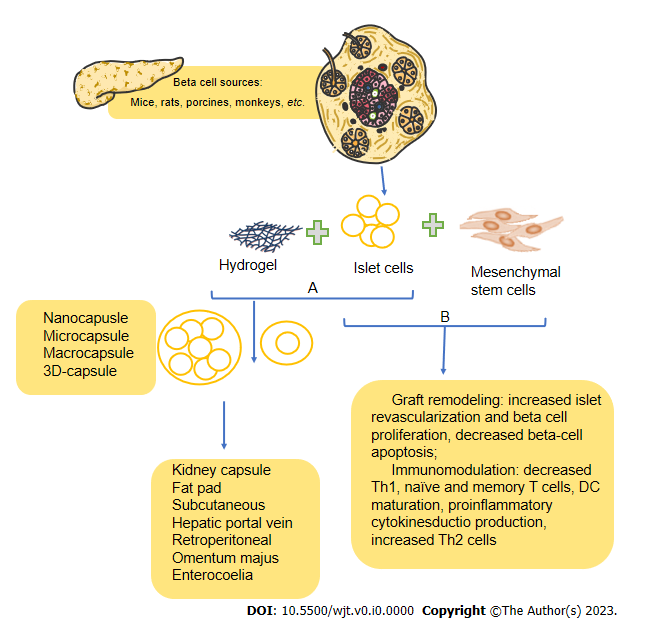 Beta cell sources:
Mice, rats, porcines, monkeys, etc.
Hydrogel
Islet cells
Mesenchymal
stem cells
A
B
Nanocapusle
Microcapsule
Macrocapsule
3D-capsule
Graft remodeling: increased islet
revascularization and beta cell
proliferation, decreased beta-cell
apoptosis;
Immunomodulation: decreased
Th1, naïve and memory T cells, DC
maturation, proinflammatory
cytokinesductio production,
increased Th2 cells
Kidney capsule
Fat pad
Subcutaneous
Hepatic portal vein
Retroperitoneal
Omentum majus
Enterocoelia
DOI: 10.5500/wjt.v0.i0.0000 Copyright ©The Author(s) 2023.